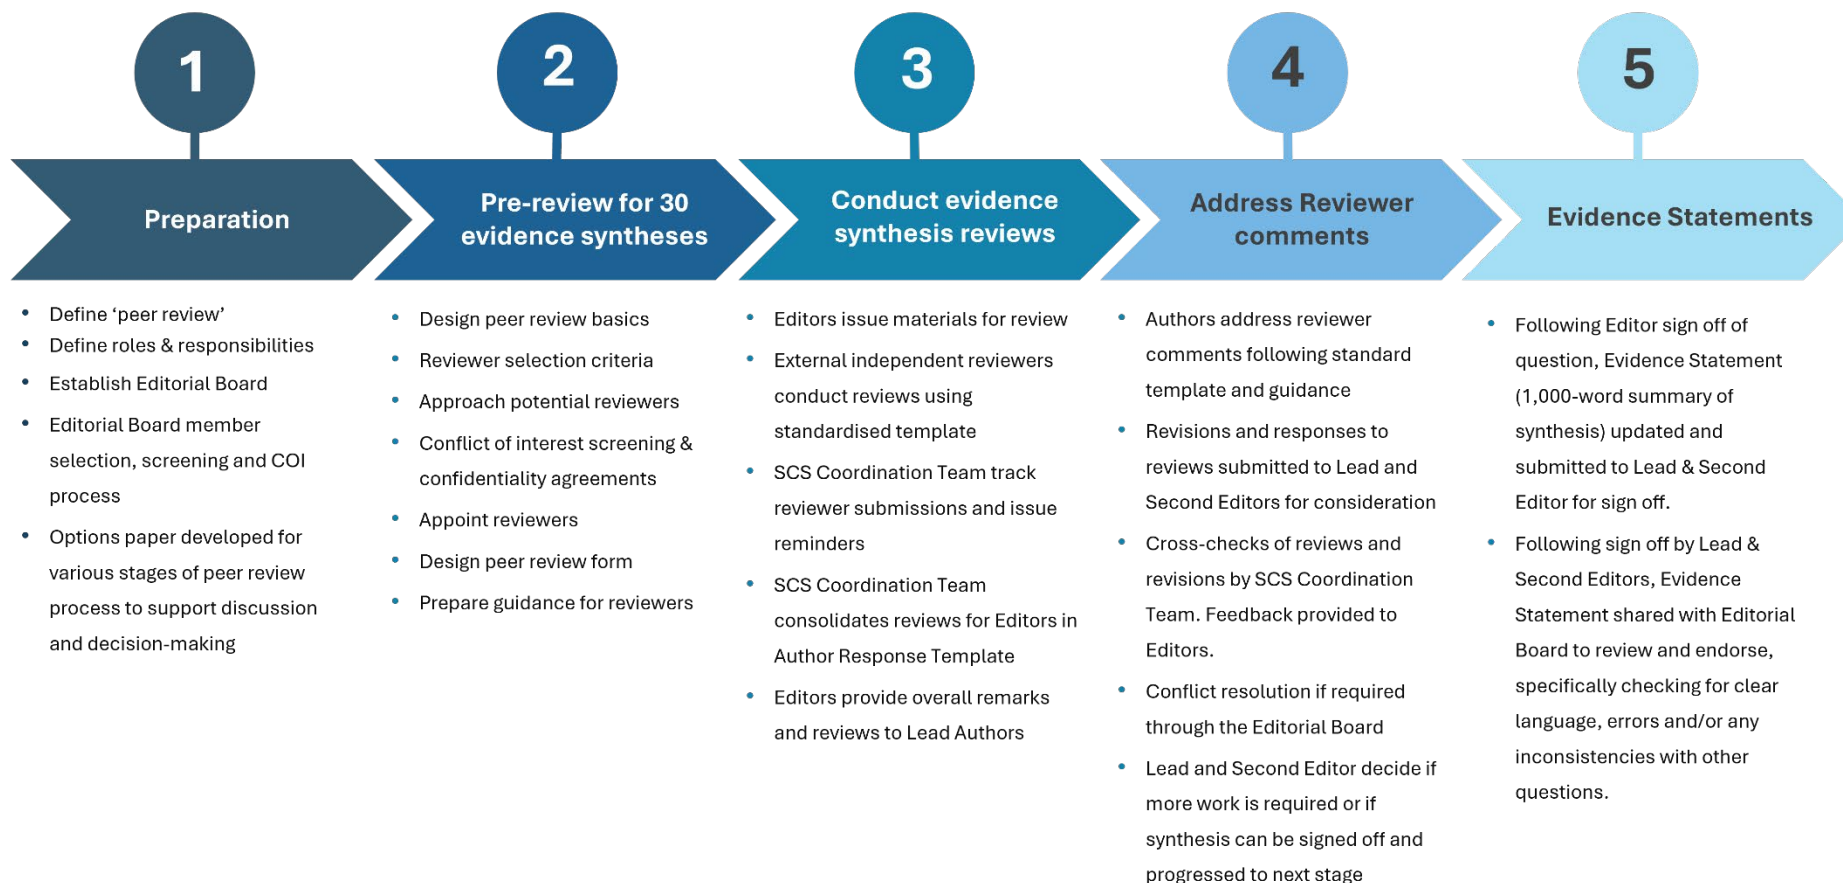 1
Preparation
• Define ‘peer review’
• Define roles & responsibilities
• Establish Editorial Board
• Editorial Board member
selection, screening and COI
process
• Options paper developed for
various stages of peer review
process to support discussion
and decision-making
2
Pre-review for 30
evidence syntheses
• Design peer review basics
• Reviewer selection criteria
• Approach potential reviewers
• Conflict of interest screening &
confidentiality agreements
• Appoint reviewers
• Design peer review form
• Prepare guidance for reviewers
3
Conduct evidence
synthesis reviews
• Editors issue materials for review
• External independent reviewers
conduct reviews using
standardised template
• SCS Coordination Team track
reviewer submissions and issue
reminders
• SCS Coordination Team
consolidates reviews for Editors in
Author Response Template
• Editors provide overall remarks
and reviews to Lead Authors
4
Address Reviewer
comments
• Authors address reviewer
comments following standard
template and guidance
• Revisions and responses to
reviews submitted to Lead and
Second Editors for consideration
• Cross-checks of reviews and
revisions by SCS Coordination
Team. Feedback provided to
Editors.
• Conflict resolution if required
through the Editorial Board
• Lead and Second Editor decide if
more work is required or if
synthesis can be signed off and
progressed to next stage
5
Evidence Statements
• Following Editor sign off of
question, Evidence Statement
(1,000-word summary of
synthesis) updated and
submitted to Lead & Second
Editor for sign off.
• Following sign off by Lead &
Second Editors, Evidence
Statement shared with Editorial
Board to review and endorse,
specifically checking for clear
language, errors and/or any
inconsistencies with other
questions.